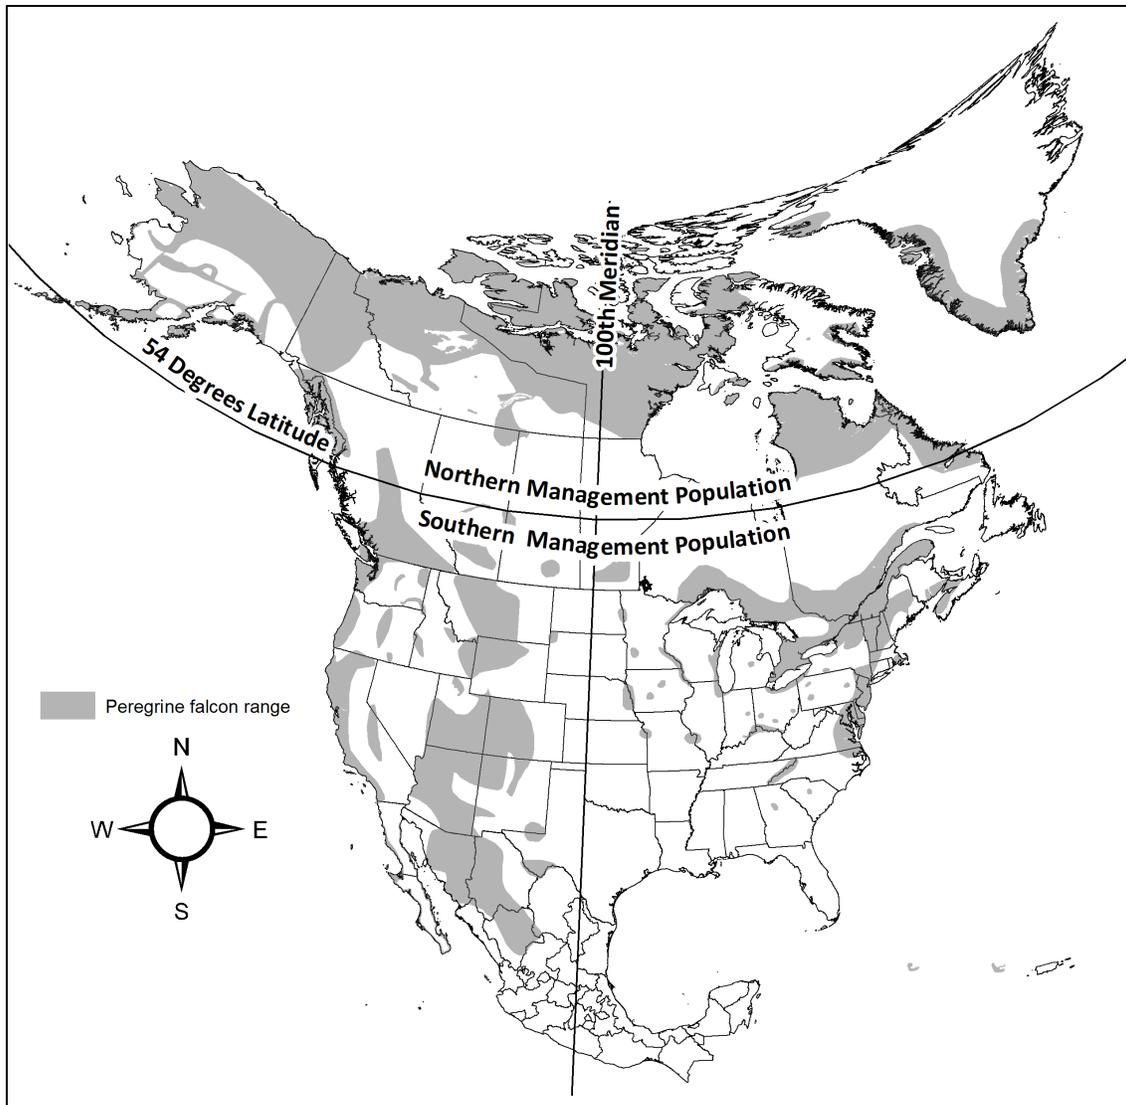 100th Meridian
54 Degrees Latitude
Northern Management Population
Southern Management Population
Peregrine falcon range
N
W
E
S